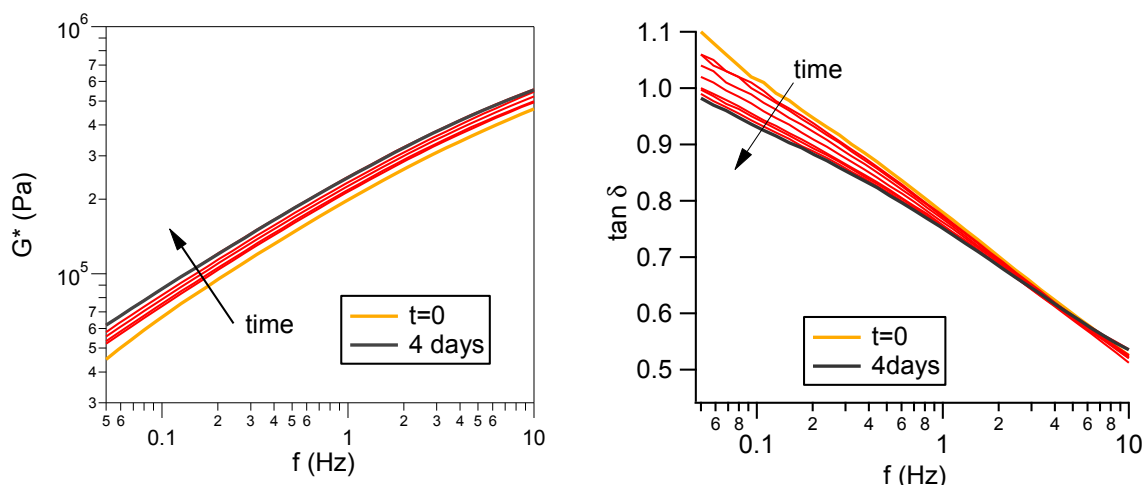 10^6
7
6
5
4
3
2
10^5
7
6
5
4
3
G* (Pa)
time
t=0
4 days
5 6 2 3 4 5 6 2 3 4 5 6
0.1 1 10
f (Hz)
1.1
1.0
0.9
0.8
0.7
0.6
0.5
tan δ
time
t=0
4days
6 8 2 4 6 8 2 4 6 8
0.1 1 10
f (Hz)